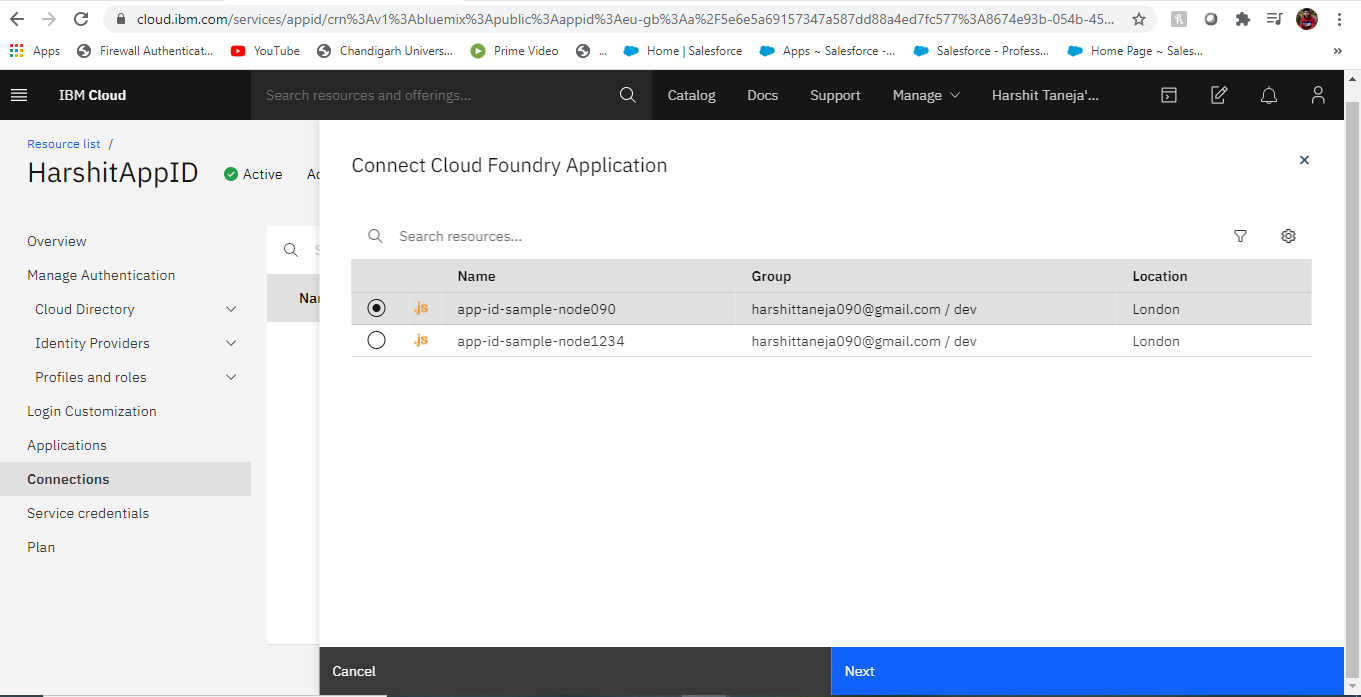 cloud.ibm.com/services/appid/crn%3Av1%3Abluemix%3Apublic%3Aappid%3Aeu-gb%3Aa%2F5e6e5a69157347a587dd88a4ed7fc577%3A8674e93b-054b-45...
Apps Firewall Authenticat... YouTube Chandigarh Univers... Prime Video ... Home | Salesforce Apps ~ Salesforce -... Salesforce - Profess... Home Page ~ Sales... »
IBM Cloud Search resources and offerings... Catalog Docs Support Manage Harshit Taneja'...
Resource list /
HarshitAppID Active
Connect Cloud Foundry Application
Overview
Manage Authentication
Cloud Directory
Identity Providers
Profiles and roles
Login Customization
Applications
Connections
Service credentials
Plan
Search resources...
Name Group Location
.js app-id-sample-node090 harshittaneja090@gmail.com / dev London
.js app-id-sample-node1234 harshittaneja090@gmail.com / dev London
Cancel Next